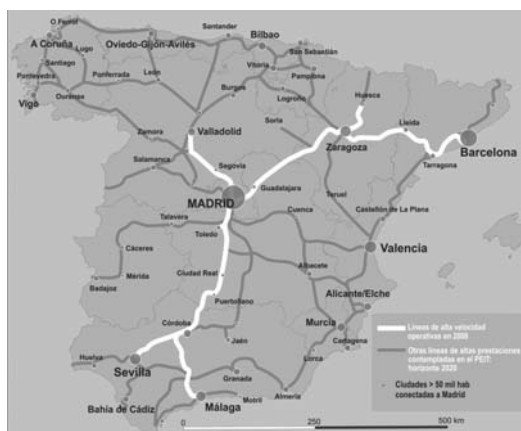 O Ferrol
A Coruña
Lugo
Oviedo-Gijón-Avilés
Santander
Bilbao
San Sebastián
Santiago
Pontevedra
Ponferrada
León
Vitoria
Pamplona
Vigo
Ourense
Burgos
Logroño
Huesca
Zamora
Valladolid
Soria
Zaragoza
Lleida
Barcelona
Salamanca
Segovia
Tarragona
MADRID
Guadalajara
Teruel
Castellón de La Plana
Talavera
Toledo
Cuenca
Valencia
Cáceres
Mérida
Badajoz
Ciudad Real
Albacete
Puertollano
Alicante/Elche
Murcia
Córdoba
Jaén
Lorca
Cartagena
Huelva
Sevilla
Granada
Bahía de Cádiz
Málaga
Motril
Almería
Líneas de alta velocidad
operativas en 2008
Otras líneas de altas prestaciones
contempladas en el PEIT:
horizonte 2020
Ciudades > 50 mil hab
conectadas a Madrid
0
250
500 km